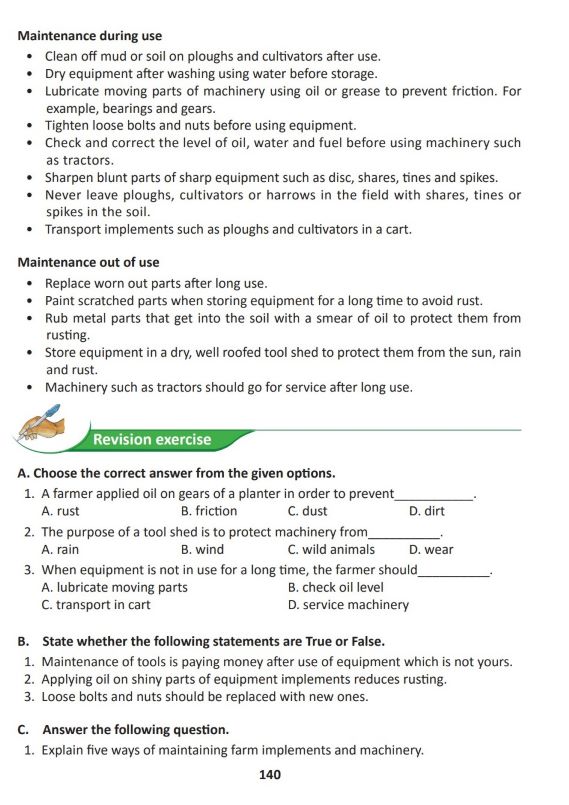 Maintenance during use
• Clean off mud or soil on ploughs and cultivators after use.
• Dry equipment after washing using water before storage.
• Lubricate moving parts of machinery using oil or grease to prevent friction. For
example, bearings and gears.
• Tighten loose bolts and nuts before using equipment.
• Check and correct the level of oil, water and fuel before using machinery such
as tractors.
• Sharpen blunt parts of sharp equipment such as disc, shares, tines and spikes.
• Never leave ploughs, cultivators or harrows in the field with shares, tines or
spikes in the soil.
• Transport implements such as ploughs and cultivators in a cart.
Maintenance out of use
• Replace worn out parts after long use.
• Paint scratched parts when storing equipment for a long time to avoid rust.
• Rub metal parts that get into the soil with a smear of oil to protect them from
rusting.
• Store equipment in a dry, well roofed tool shed to protect them from the sun, rain
and rust.
• Machinery such as tractors should go for service after long use.
Revision exercise
A. Choose the correct answer from the given options.
1. A farmer applied oil on gears of a planter in order to prevent___________.
A. rust B. friction C. dust D. dirt
2. The purpose of a tool shed is to protect machinery from__________.
A. rain B. wind C. wild animals D. wear
3. When equipment is not in use for a long time, the farmer should__________.
A. lubricate moving parts B. check oil level
C. transport in cart D. service machinery
B. State whether the following statements are True or False.
1. Maintenance of tools is paying money after use of equipment which is not yours.
2. Applying oil on shiny parts of equipment implements reduces rusting.
3. Loose bolts and nuts should be replaced with new ones.
C. Answer the following question.
1. Explain five ways of maintaining farm implements and machinery.
140